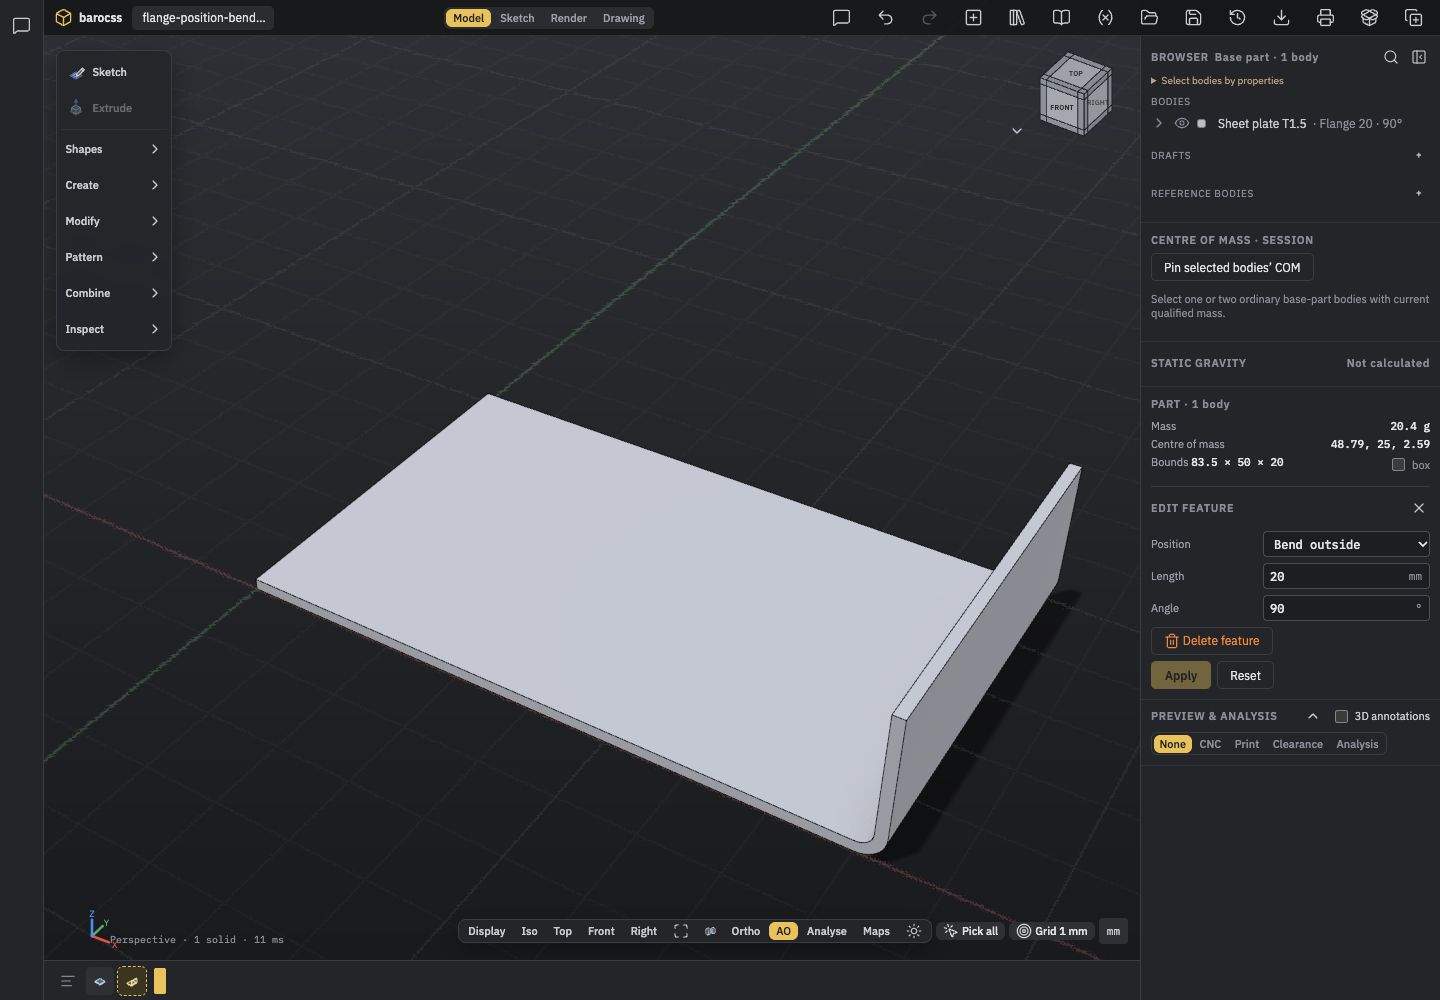 barocss
flange-position-bend...
Model
Sketch
Render
Drawing
Sketch
Extrude
Shapes
Create
Modify
Pattern
Combine
Inspect
TOP
FRONT
RIGHT
BROWSER Base part · 1 body
Select bodies by properties
BODIES
Sheet plate T1.5 · Flange 20 · 90°
DRAFTS
REFERENCE BODIES
CENTRE OF MASS · SESSION
Pin selected bodies’ COM
Select one or two ordinary base-part bodies with current
qualified mass.
STATIC GRAVITY Not calculated
PART · 1 body
Mass 20.4 g
Centre of mass 48.79, 25, 2.59
Bounds 83.5 × 50 × 20 box
EDIT FEATURE
Position Bend outside
Length 20 mm
Angle 90 °
Delete feature
Apply Reset
PREVIEW & ANALYSIS 3D annotations
None CNC Print Clearance Analysis
Z
Y
X
Perspective · 1 solid · 11 ms
Display Iso Top Front Right Ortho AO Analyse Maps Pick all Grid 1 mm mm